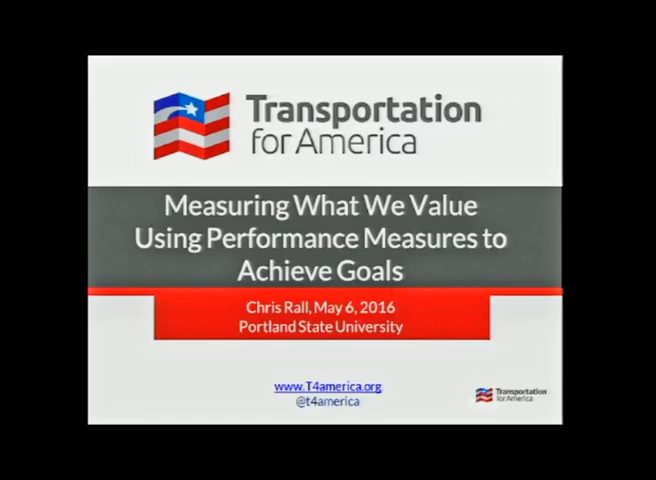 Transportation
for America
Measuring What We Value
Using Performance Measures to
Achieve Goals
Chris Rall, May 6, 2016
Portland State University
www.T4america.org
@t4america
Transportation
for America